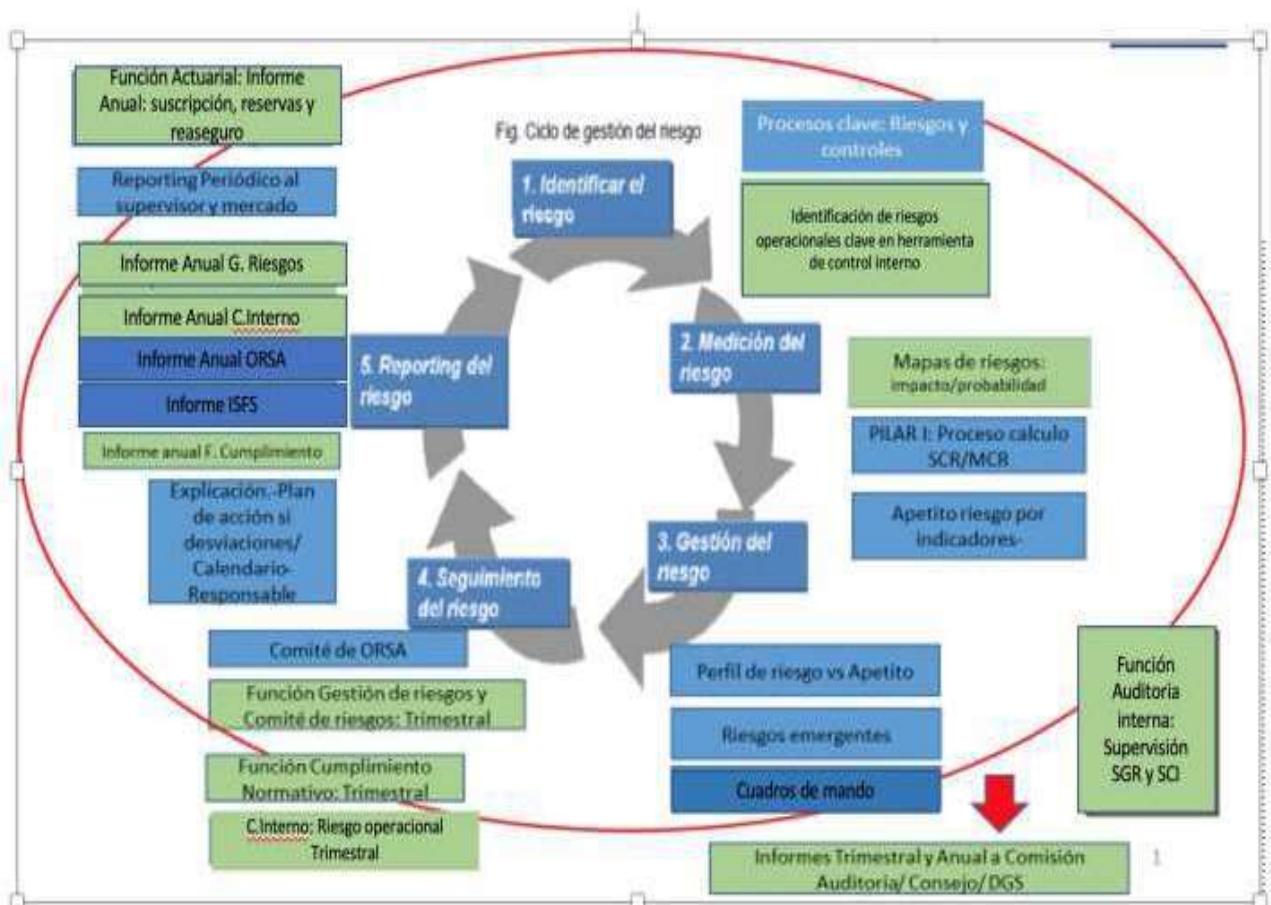 Función Actuarial: Informe
Anual: suscripción, reservas y
reaseguro
Reporting Periódico al
supervisor y mercado
Informe Anual G. Riesgos
Informe Anual C.Interno
Informe Anual ORSA
Informe ISFS
Informe anual F. Cumplimiento
Explicación.-Plan
de acción si
desviaciones/
Calendario-
Responsable
Fig. Ciclo de gestión del riesgo
1. Identificar el
riesgo
2. Medición del
riesgo
3. Gestión del
riesgo
4. Seguimiento
del riesgo
5. Reporting del
riesgo
Procesos clave: Riesgos y
controles
Identificación de riesgos
operacionales clave en herramienta
de control interno
Mapas de riesgos:
impacto/probabilidad
PILAR I: Proceso calculo
SCR/MCR
Apetito riesgo por
indicadores-
Comité de ORSA
Función Gestión de riesgos y
Comité de riesgos: Trimestral
Función Cumplimiento
Normativo: Trimestral
C.Interno: Riesgo operacional
Trimestral
Perfil de riesgo vs Apetito
Riesgos emergentes
Cuadros de mando
Función
Auditoria
interna:
Supervisión
SGR y SCI
Informes Trimestral y Anual a Comisión
Auditoria/ Consejo/ DGS
1